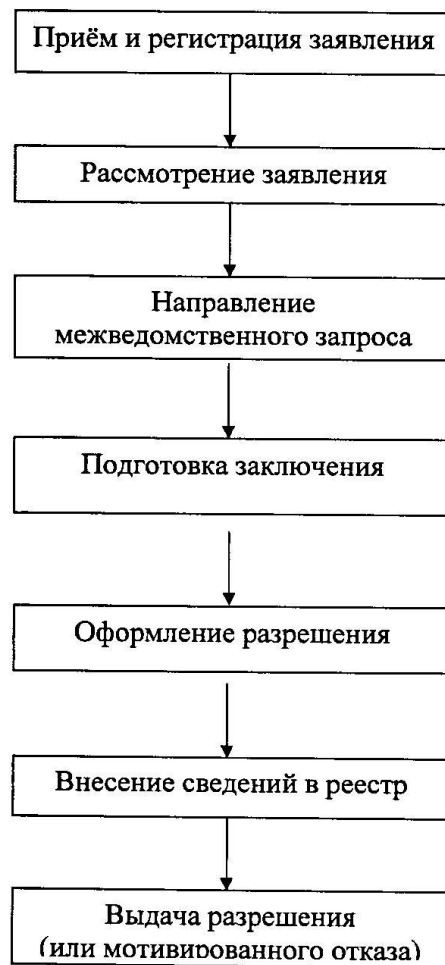 Приём и регистрация заявления
Рассмотрение заявления
Направление
межведомственного запроса
Подготовка заключения
Оформление разрешения
Внесение сведений в реестр
Выдача разрешения
(или мотивированного отказа)